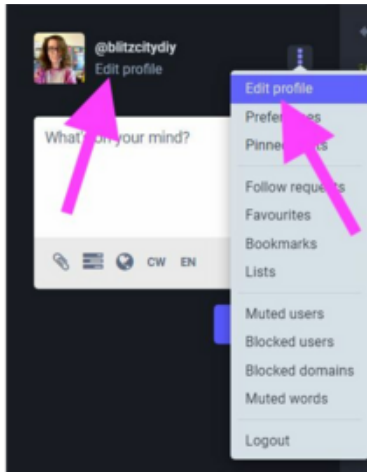 @blitzcitydiy
Edit profile
Edit profile
What's on your mind?
Follow requests
Favourites
Bookmarks
CW EN
Lists
Muted users
Blocked users
Blocked domains
Muted words
Logout